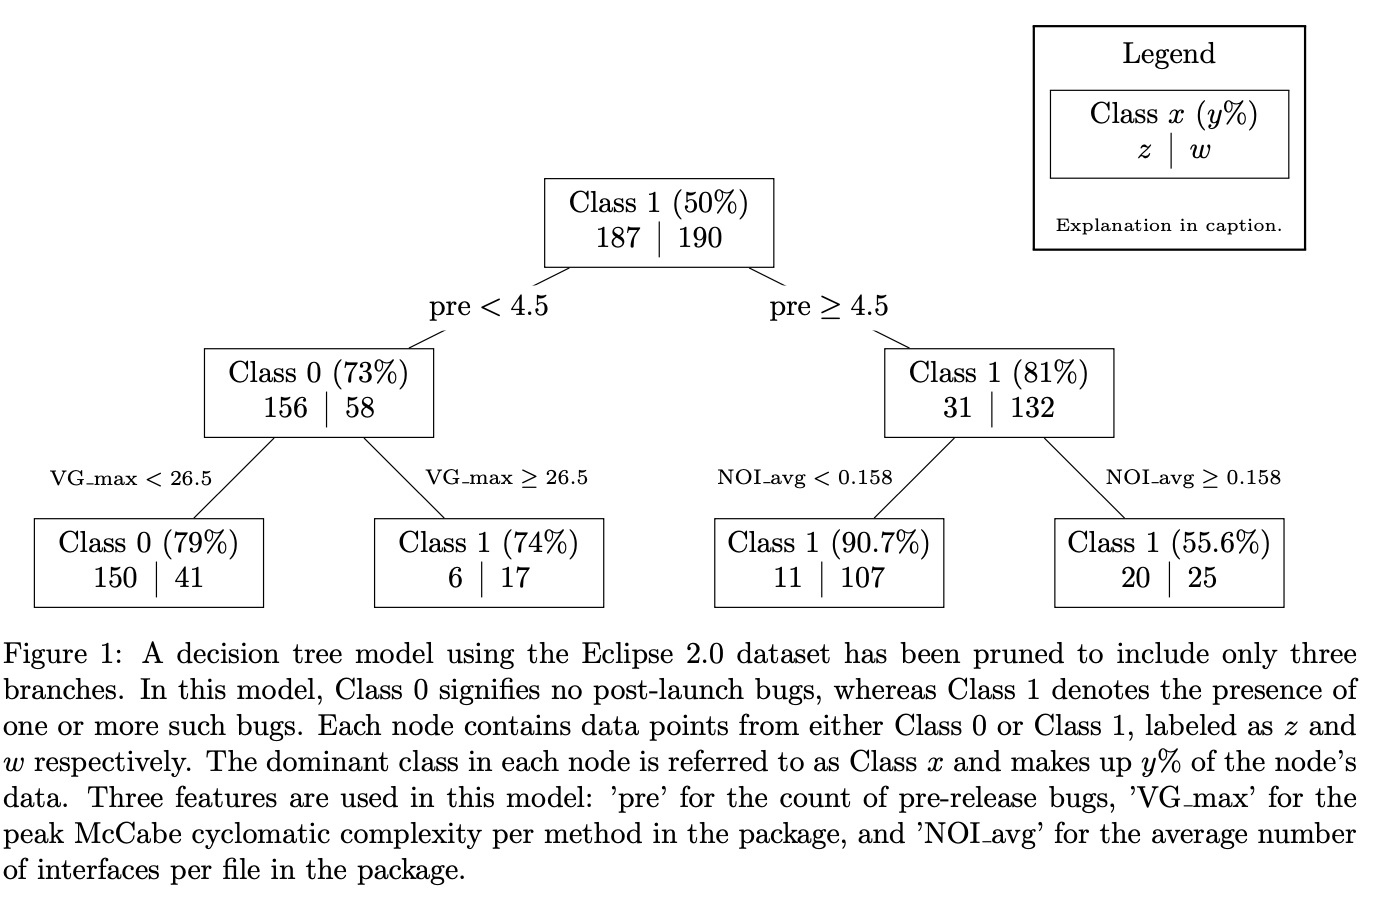 Legend
Class x (y%)
z | w
Explanation in caption.
Class 1 (50%)
187 | 190
pre < 4.5
pre ≥ 4.5
Class 0 (73%)
156 | 58
Class 1 (81%)
31 | 132
VG_max < 26.5
VG_max ≥ 26.5
NOI_avg < 0.158
NOI_avg ≥ 0.158
Class 0 (79%)
150 | 41
Class 1 (74%)
6 | 17
Class 1 (90.7%)
11 | 107
Class 1 (55.6%)
20 | 25
Figure 1: A decision tree model using the Eclipse 2.0 dataset has been pruned to include only three
branches. In this model, Class 0 signifies no post-launch bugs, whereas Class 1 denotes the presence of
one or more such bugs. Each node contains data points from either Class 0 or Class 1, labeled as z and
w respectively. The dominant class in each node is referred to as Class x and makes up y% of the node's
data. Three features are used in this model: 'pre' for the count of pre-release bugs, 'VG_max' for the
peak McCabe cyclomatic complexity per method in the package, and 'NOI_avg' for the average number
of interfaces per file in the package.